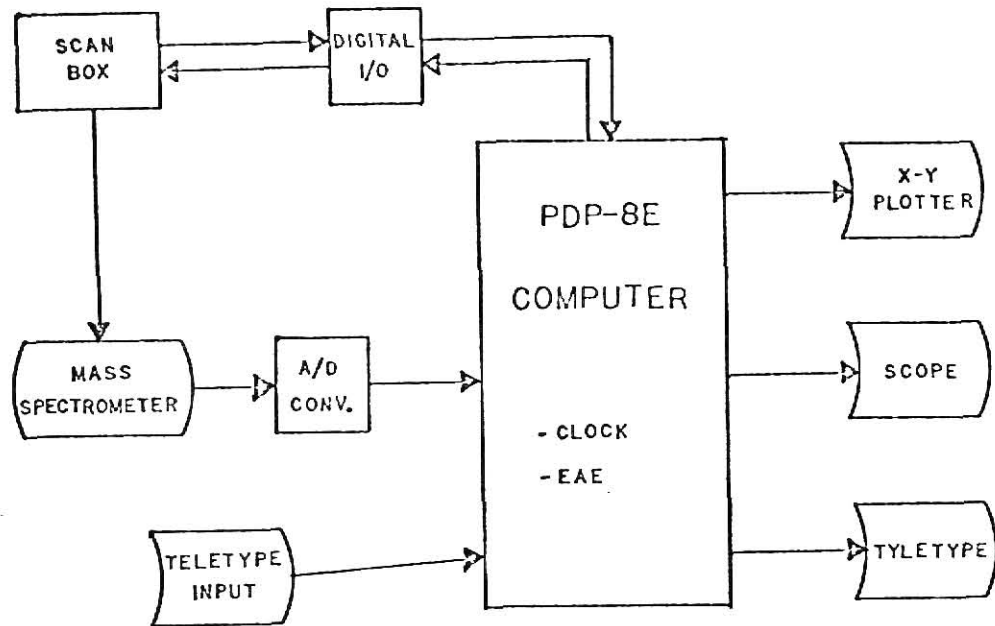 SCAN
BOX
DIGITAL
I/O
PDP-8E
COMPUTER
- CLOCK
- EAE
X-Y
PLOTTER
MASS
SPECTROMETER
A/D
CONV.
SCOPE
TELETYPE
INPUT
TYLETYPE